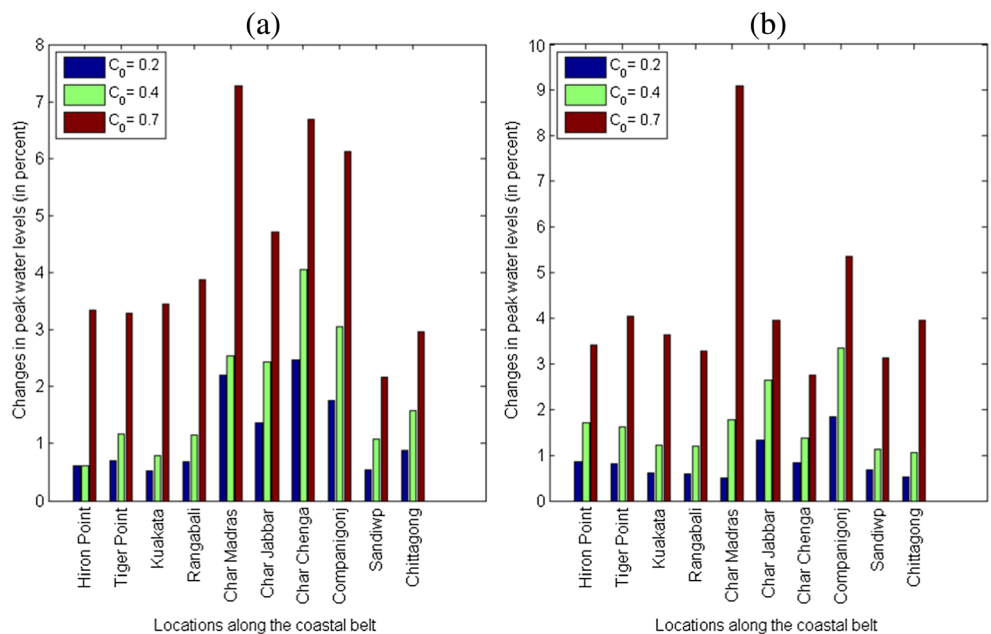 (a)
Changes in peak water levels (in percent)
8
7
6
5
4
3
2
1
0
C₀= 0.2
C₀= 0.4
C₀= 0.7
Hiron Point
Tiger Point
Kuakata
Rangabali
Char Madras
Char Jabbar
Char Chenga
Companigonj
Sandiwp
Chittagong
Locations along the coastal belt
(b)
Changes in peak water levels (in percent)
10
9
8
7
6
5
4
3
2
1
0
C₀= 0.2
C₀= 0.4
C₀= 0.7
Hiron Point
Tiger Point
Kuakata
Rangabali
Char Madras
Char Jabbar
Char Chenga
Companigonj
Sandiwp
Chittagong
Locations along the coastal belt